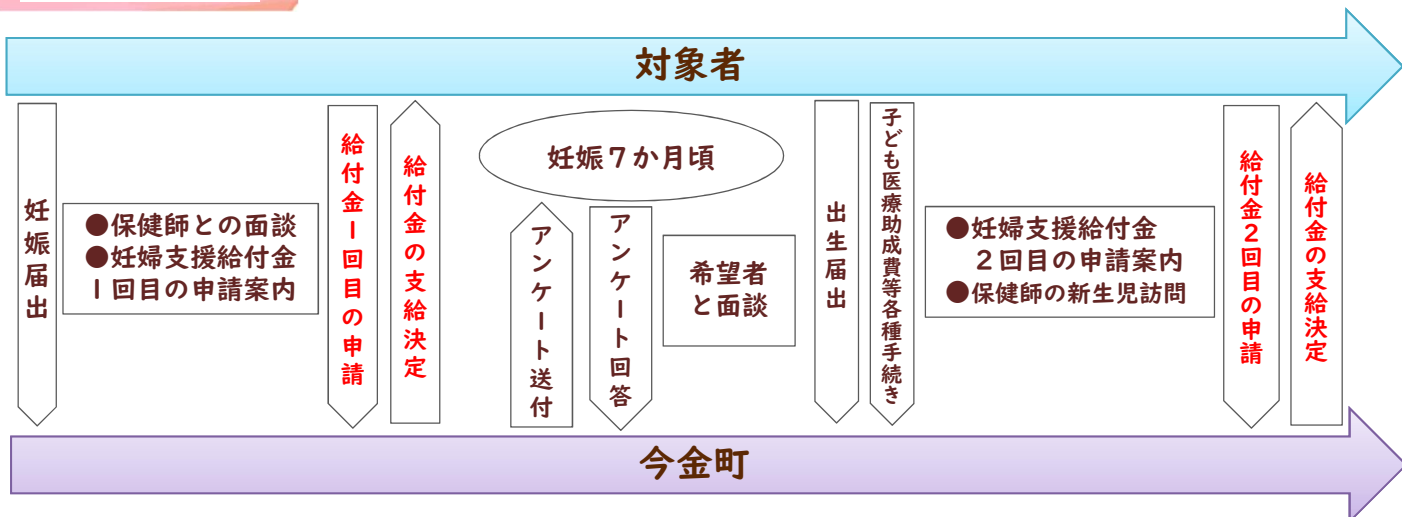 対象者
妊娠届出
●保健師との面談
●妊婦支援給付金
1回目の申請案内
給付金1回目の申請
給付金の支給決定
妊娠7か月頃
アンケート送付
アンケート回答
希望者
と面談
出生届出
子ども医療助成費等各種手続き
●妊婦支援給付金
2回目の申請案内
●保健師の新生児訪問
給付金2回目の申請
給付金の支給決定
今金町